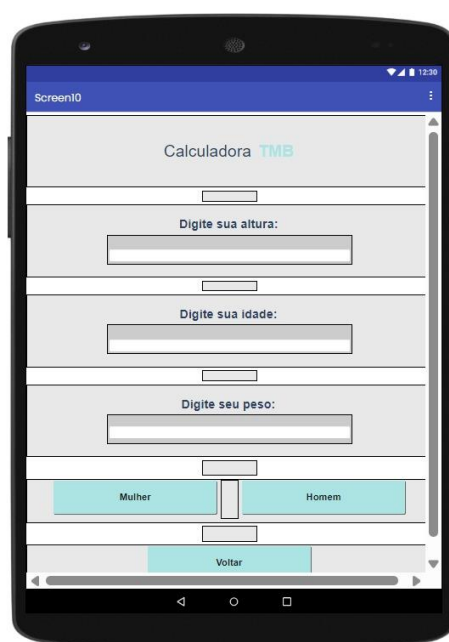 12:30
Screen10
Calculadora TMB
Digite sua altura:
Digite sua idade:
Digite seu peso:
Mulher Homem
Voltar